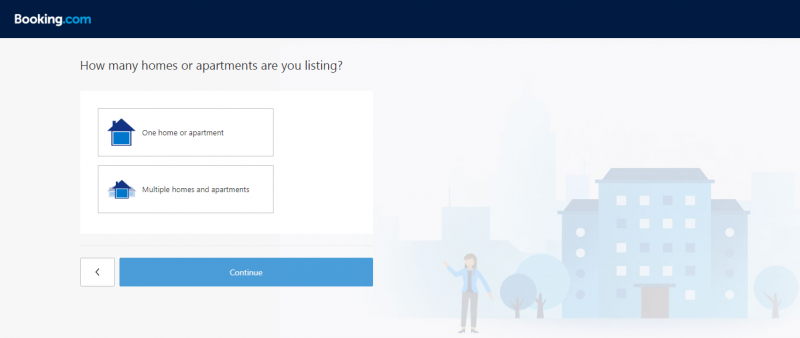 Booking.com
How many homes or apartments are you listing?
One home or apartment
Multiple homes and apartments
Continue